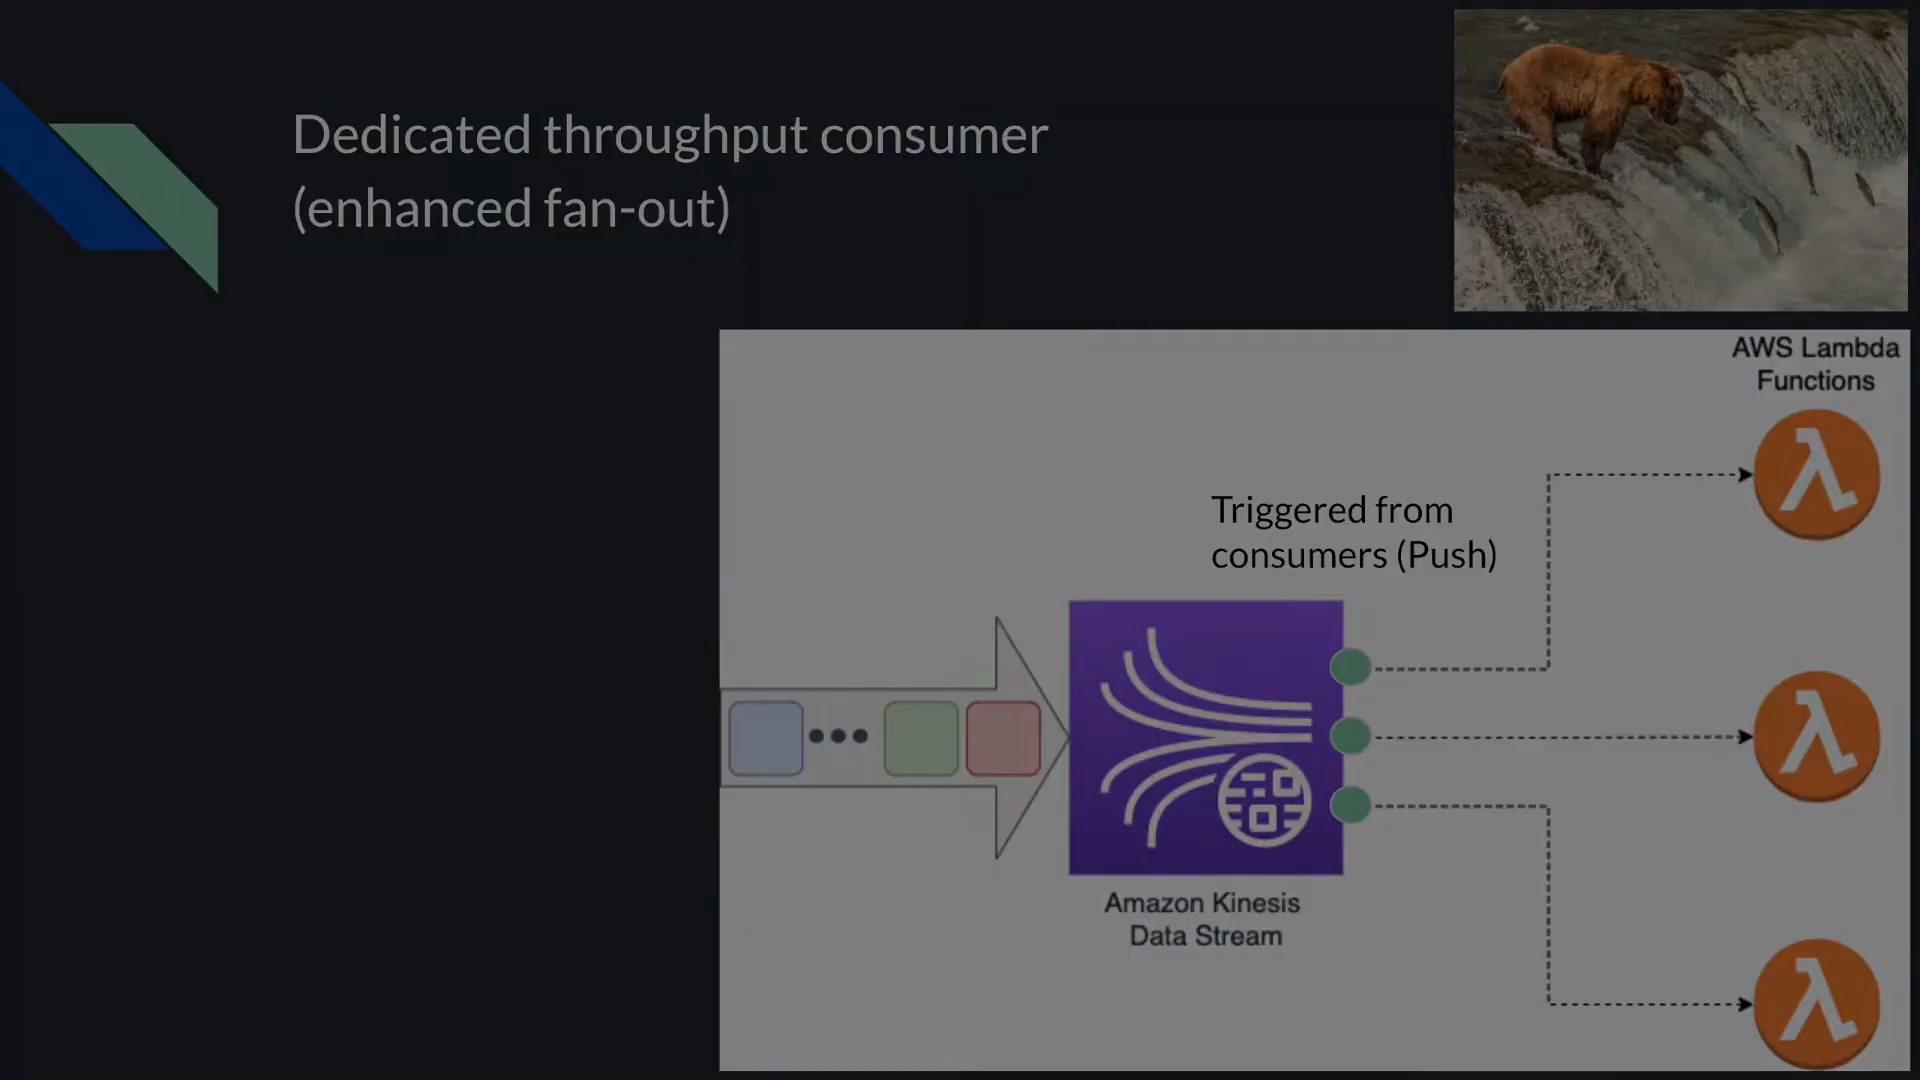 Dedicated throughput consumer
(enhanced fan-out)
AWS Lambda
Functions
Triggered from
consumers (Push)
Amazon Kinesis
Data Stream